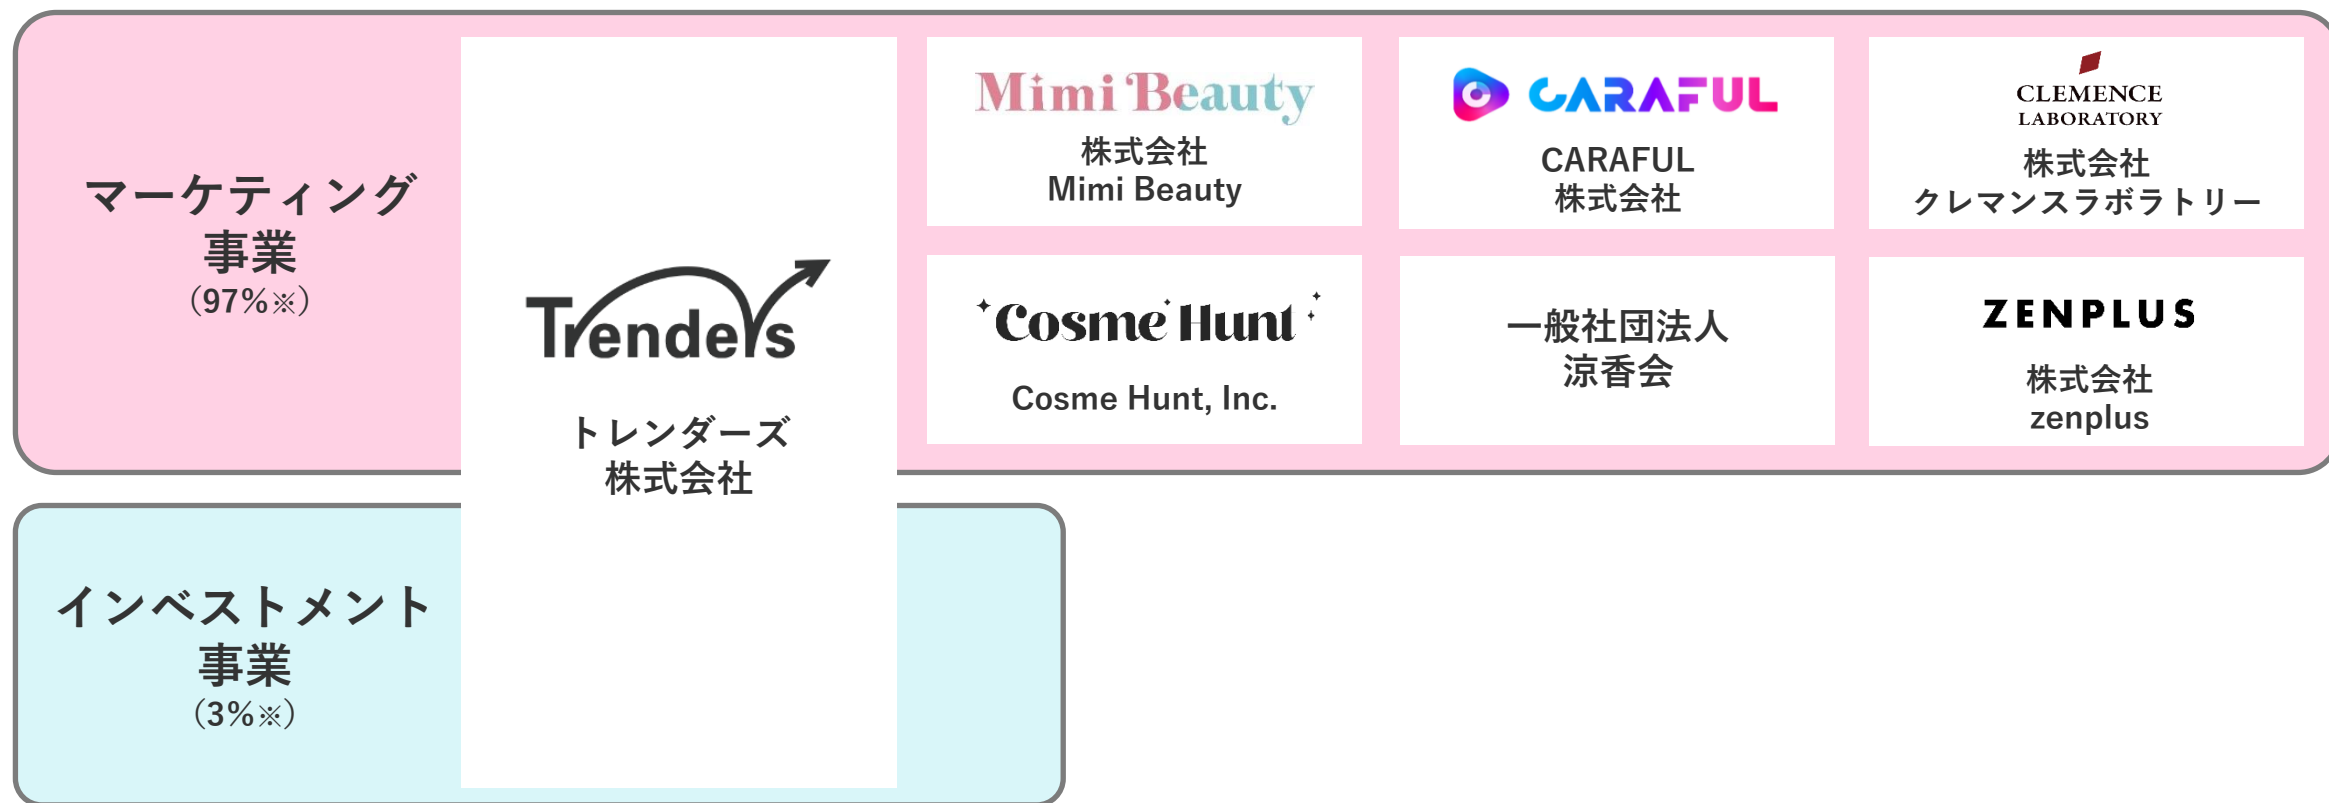 マーケティング
事業
（97%※）
Trenders
トレンダーズ
株式会社
Mimi Beauty
株式会社
Mimi Beauty
CARAFUL
CARAFUL
株式会社
CLEMENCE
LABORATORY
株式会社
クレマンスラボラトリー
Cosme Hunt
Cosme Hunt, Inc.
一般社団法人
涼香会
ZENPLUS
株式会社
zenplus
インベストメント
事業
（3%※）